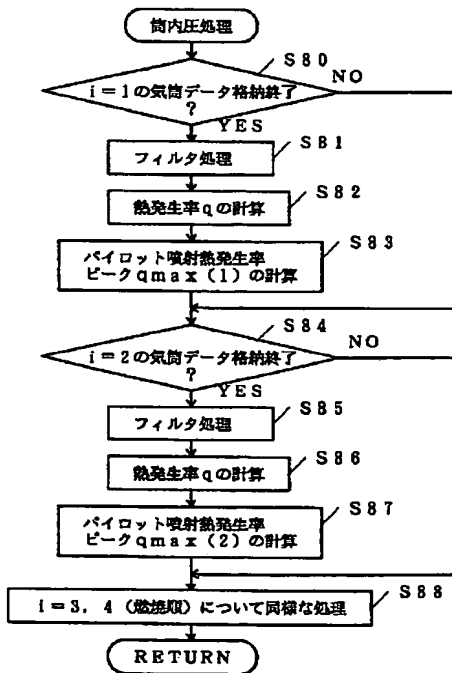 筒内圧処理
S80
NO
i=1の気筒データ格納終了
?
YES
S81
フィルタ処理
S82
熱発生率qの計算
S83
パイロット噴射熱発生率
ピークqmax(1)の計算
S84
NO
i=2の気筒データ格納終了
?
YES
S85
フィルタ処理
S86
熱発生率qの計算
S87
パイロット噴射熱発生率
ピークqmax(2)の計算
S88
i=3,4(燃焼順)について同様な処理
RETURN